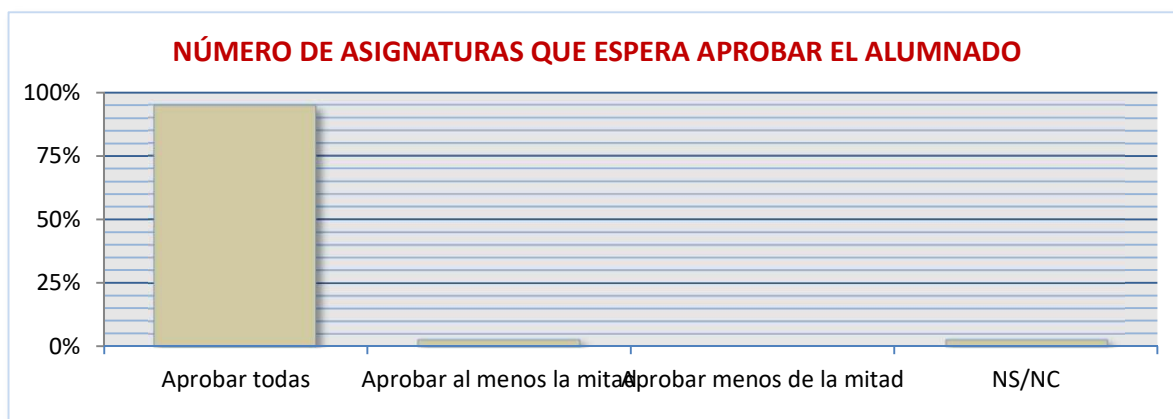 NÚMERO DE ASIGNATURAS QUE ESPERA APROBAR EL ALUMNADO
100%
75%
50%
25%
0%
Aprobar todas
Aprobar al menos la mitad
Aprobar menos de la mitad
NS/NC